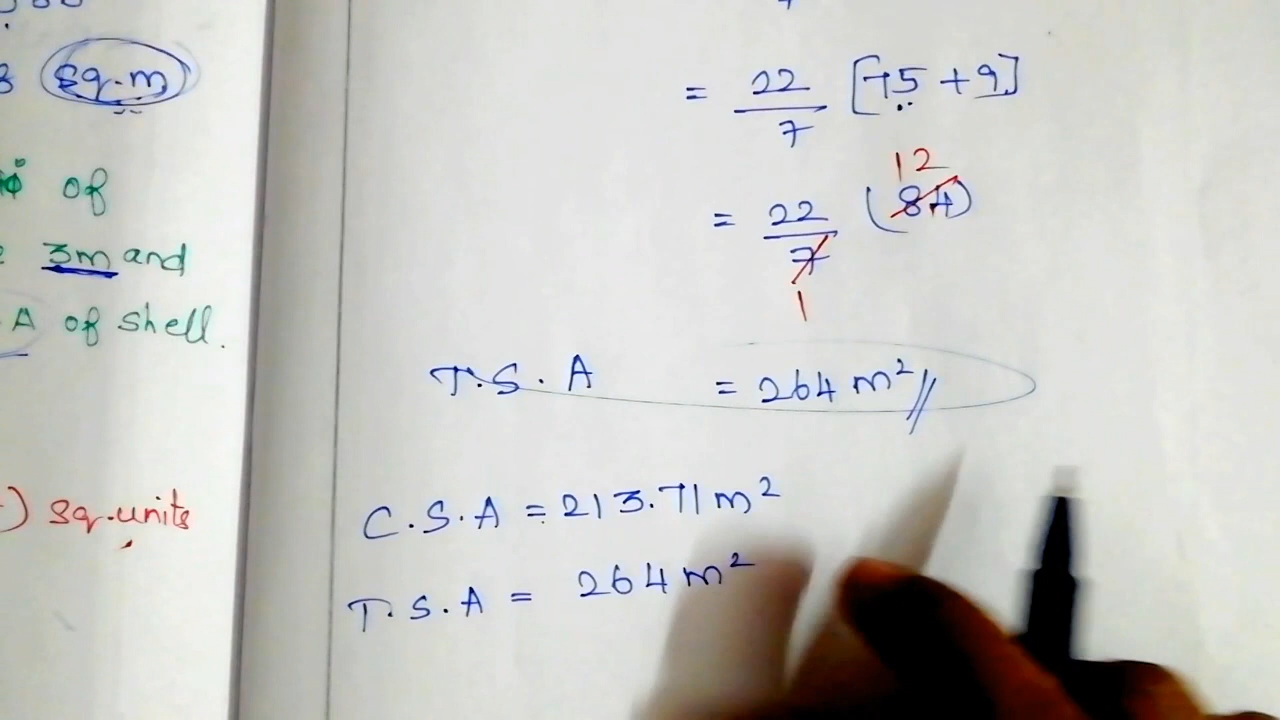 sq.m
of
3m and
A of shell.
) sq.units
= 22/7 [75 + 9]
12
= 22/7 (84)
1
T.S.A = 264 m²//
C.S.A = 213.71 m²
T.S.A = 264 m²